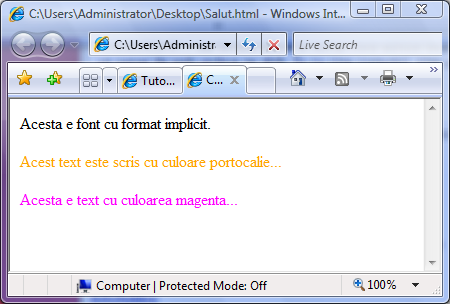 C:\Users\Administrator\Desktop\Salut.html - Windows Int...
C:\Users\Administra
Live Search
Tuto...
C...
Acesta e font cu format implicit.
Acest text este scris cu culoare portocalie...
Acesta e text cu culoarea magenta...
Computer | Protected Mode: Off
100%